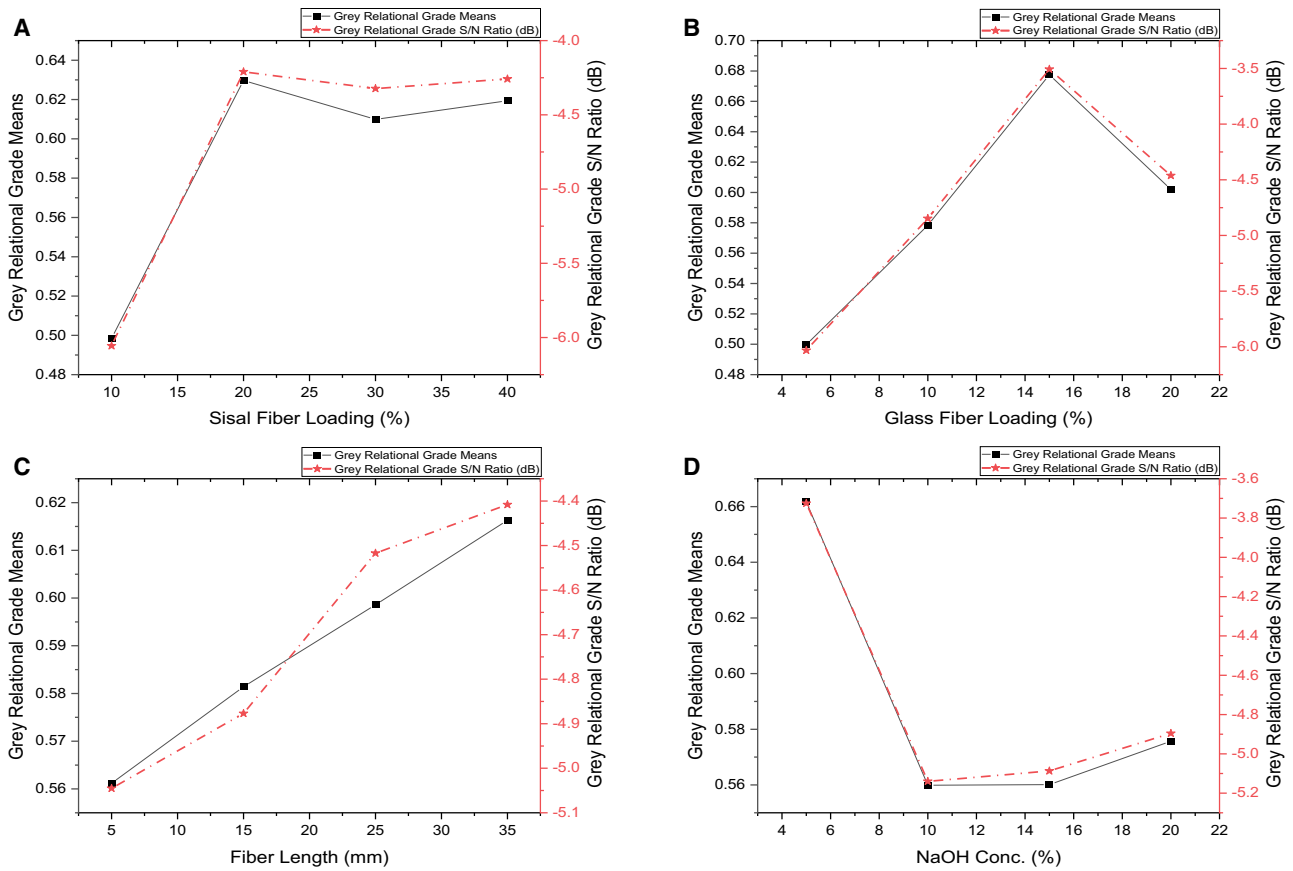 A
Grey Relational Grade Means
Grey Relational Grade S/N Ratio (dB)
0.64
0.62
0.60
0.58
0.56
0.54
0.52
0.50
0.48
Grey Relational Grade Means
-4.0
-4.5
-5.0
-5.5
-6.0
Grey Relational Grade S/N Ratio (dB)
10 15 20 25 30 35 40
Sisal Fiber Loading (%)
B
Grey Relational Grade Means
Grey Relational Grade S/N Ratio (dB)
0.70
0.68
0.66
0.64
0.62
0.60
0.58
0.56
0.54
0.52
0.50
0.48
Grey Relational Grade Means
-3.5
-4.0
-4.5
-5.0
-5.5
-6.0
Grey Relational Grade S/N Ratio (dB)
4 6 8 10 12 14 16 18 20 22
Glass Fiber Loading (%)
C
Grey Relational Grade Means
Grey Relational Grade S/N Ratio (dB)
0.62
0.61
0.60
0.59
0.58
0.57
0.56
Grey Relational Grade Means
-4.4
-4.5
-4.6
-4.7
-4.8
-4.9
-5.0
-5.1
Grey Relational Grade S/N Ratio (dB)
5 10 15 20 25 30 35
Fiber Length (mm)
D
Grey Relational Grade Means
Grey Relational Grade S/N Ratio (dB)
0.66
0.64
0.62
0.60
0.58
0.56
Grey Relational Grade Means
-3.6
-3.8
-4.0
-4.2
-4.4
-4.6
-4.8
-5.0
-5.2
Grey Relational Grade S/N Ratio (dB)
4 6 8 10 12 14 16 18 20 22
NaOH Conc. (%)